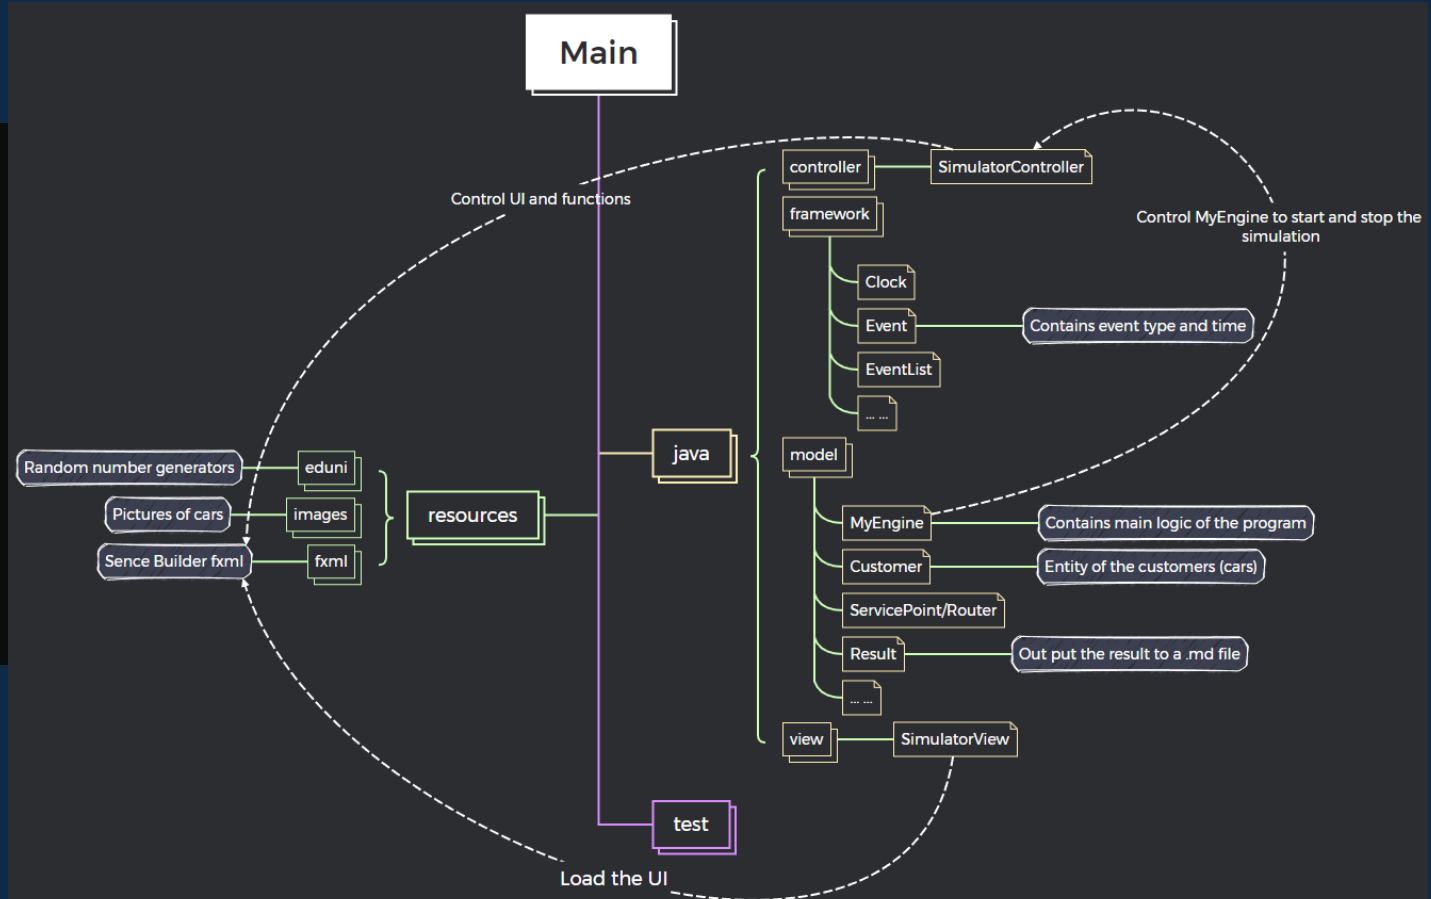 Main
controller
SimulatorController
Control UI and functions
framework
Control MyEngine to start and stop the
simulation
Clock
Event
Contains event type and time
EventList
... ...
java
model
Random number generators
eduni
Pictures of cars
images
resources
MyEngine
Contains main logic of the program
Sence Builder fxml
fxml
Customer
Entity of the customers (cars)
ServicePoint/Router
Result
Out put the result to a .md file
... ...
view
SimulatorView
test
Load the UI